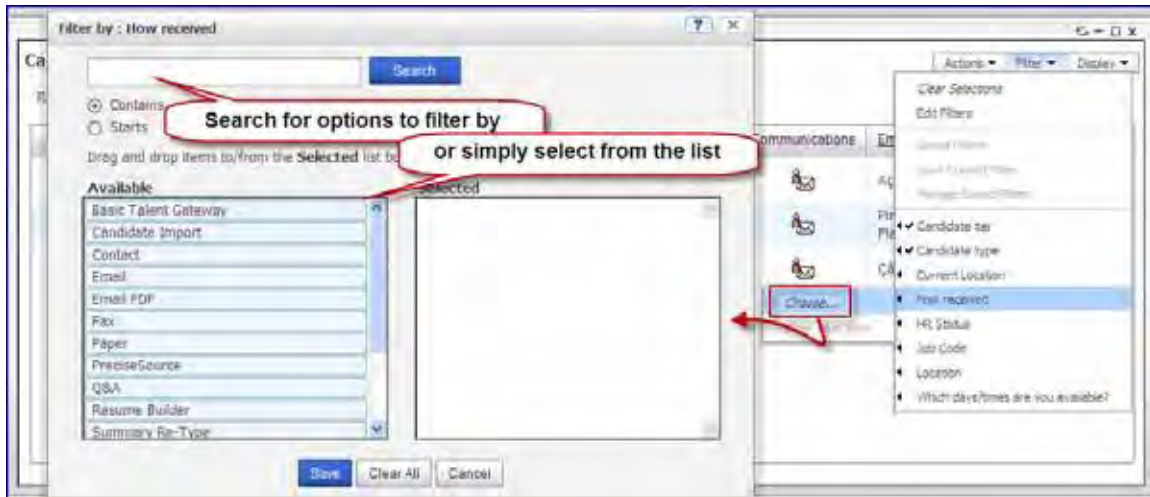 Filter by : How received
? X
Search
Contains
Starts
Search for options to filter by
Drag and drop items to/from the Selected list
or simply select from the list
Available
Selected
Basic Talent Gateway
Candidate Import
Contact
Email
Email PDF
Fax
Paper
PreciseSource
Q&A
Resume Builder
Summary Re-Type
Save Clear All Cancel
Ca
Actions Filter Display
ommunications
Choose...
Clear Selections
Edit Filters
Candidate tax
Candidate type
Current Location
How received
HR Status
Job Code
Location
Which days/times are you available?